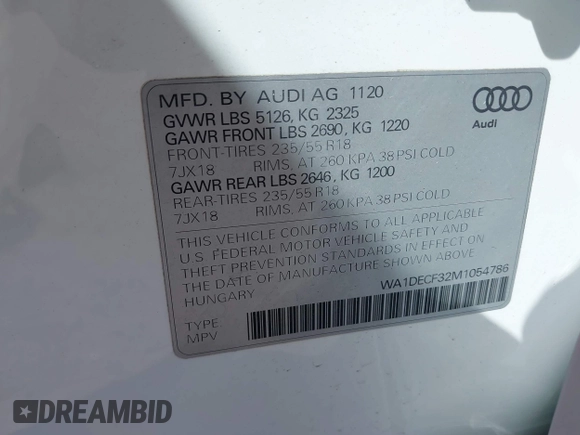 MFD. BY AUDI AG 1120
GVWR LBS 5126, KG 2325
GAWR FRONT LBS 2690, KG 1220
FRONT-TIRES 235/55 R18
7JX18 RIMS, AT 260 KPA 38 PSI COLD
GAWR REAR LBS 2646, KG 1200
REAR-TIRES 235/55 R18
7JX18 RIMS, AT 260 KPA 38 PSI COLD
THIS VEHICLE CONFORMS TO ALL APPLICABLE
U.S. FEDERAL MOTOR VEHICLE SAFETY AND
THEFT PREVENTION STANDARDS IN EFFECT ON
THE DATE OF MANUFACTURE SHOWN ABOVE
HUNGARY
WA1DECF32M1054786
TYPE
MPV
Audi
DREAMBID